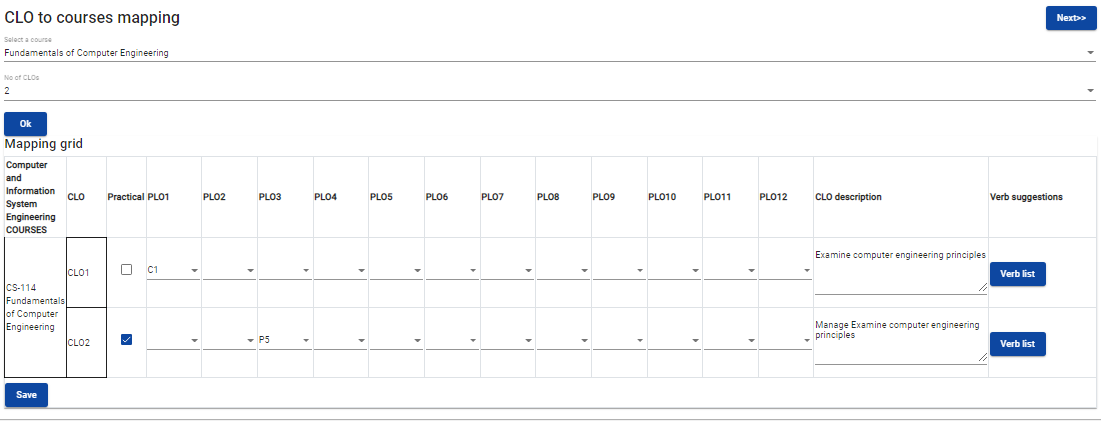 CLO to courses mapping
Next>>
Select a course
Fundamentals of Computer Engineering
No of CLOs
2
Ok
Mapping grid
Computer
and
Information
System
Engineering
COURSES
CLO
Practical
PLO1
PLO2
PLO3
PLO4
PLO5
PLO6
PLO7
PLO8
PLO9
PLO10
PLO11
PLO12
CLO description
Verb suggestions
CS-114
Fundamentals
of Computer
Engineering
CLO1
C1
Examine computer engineering principles
Verb list
CLO2
P5
Manage Examine computer engineering
principles
Verb list
Save